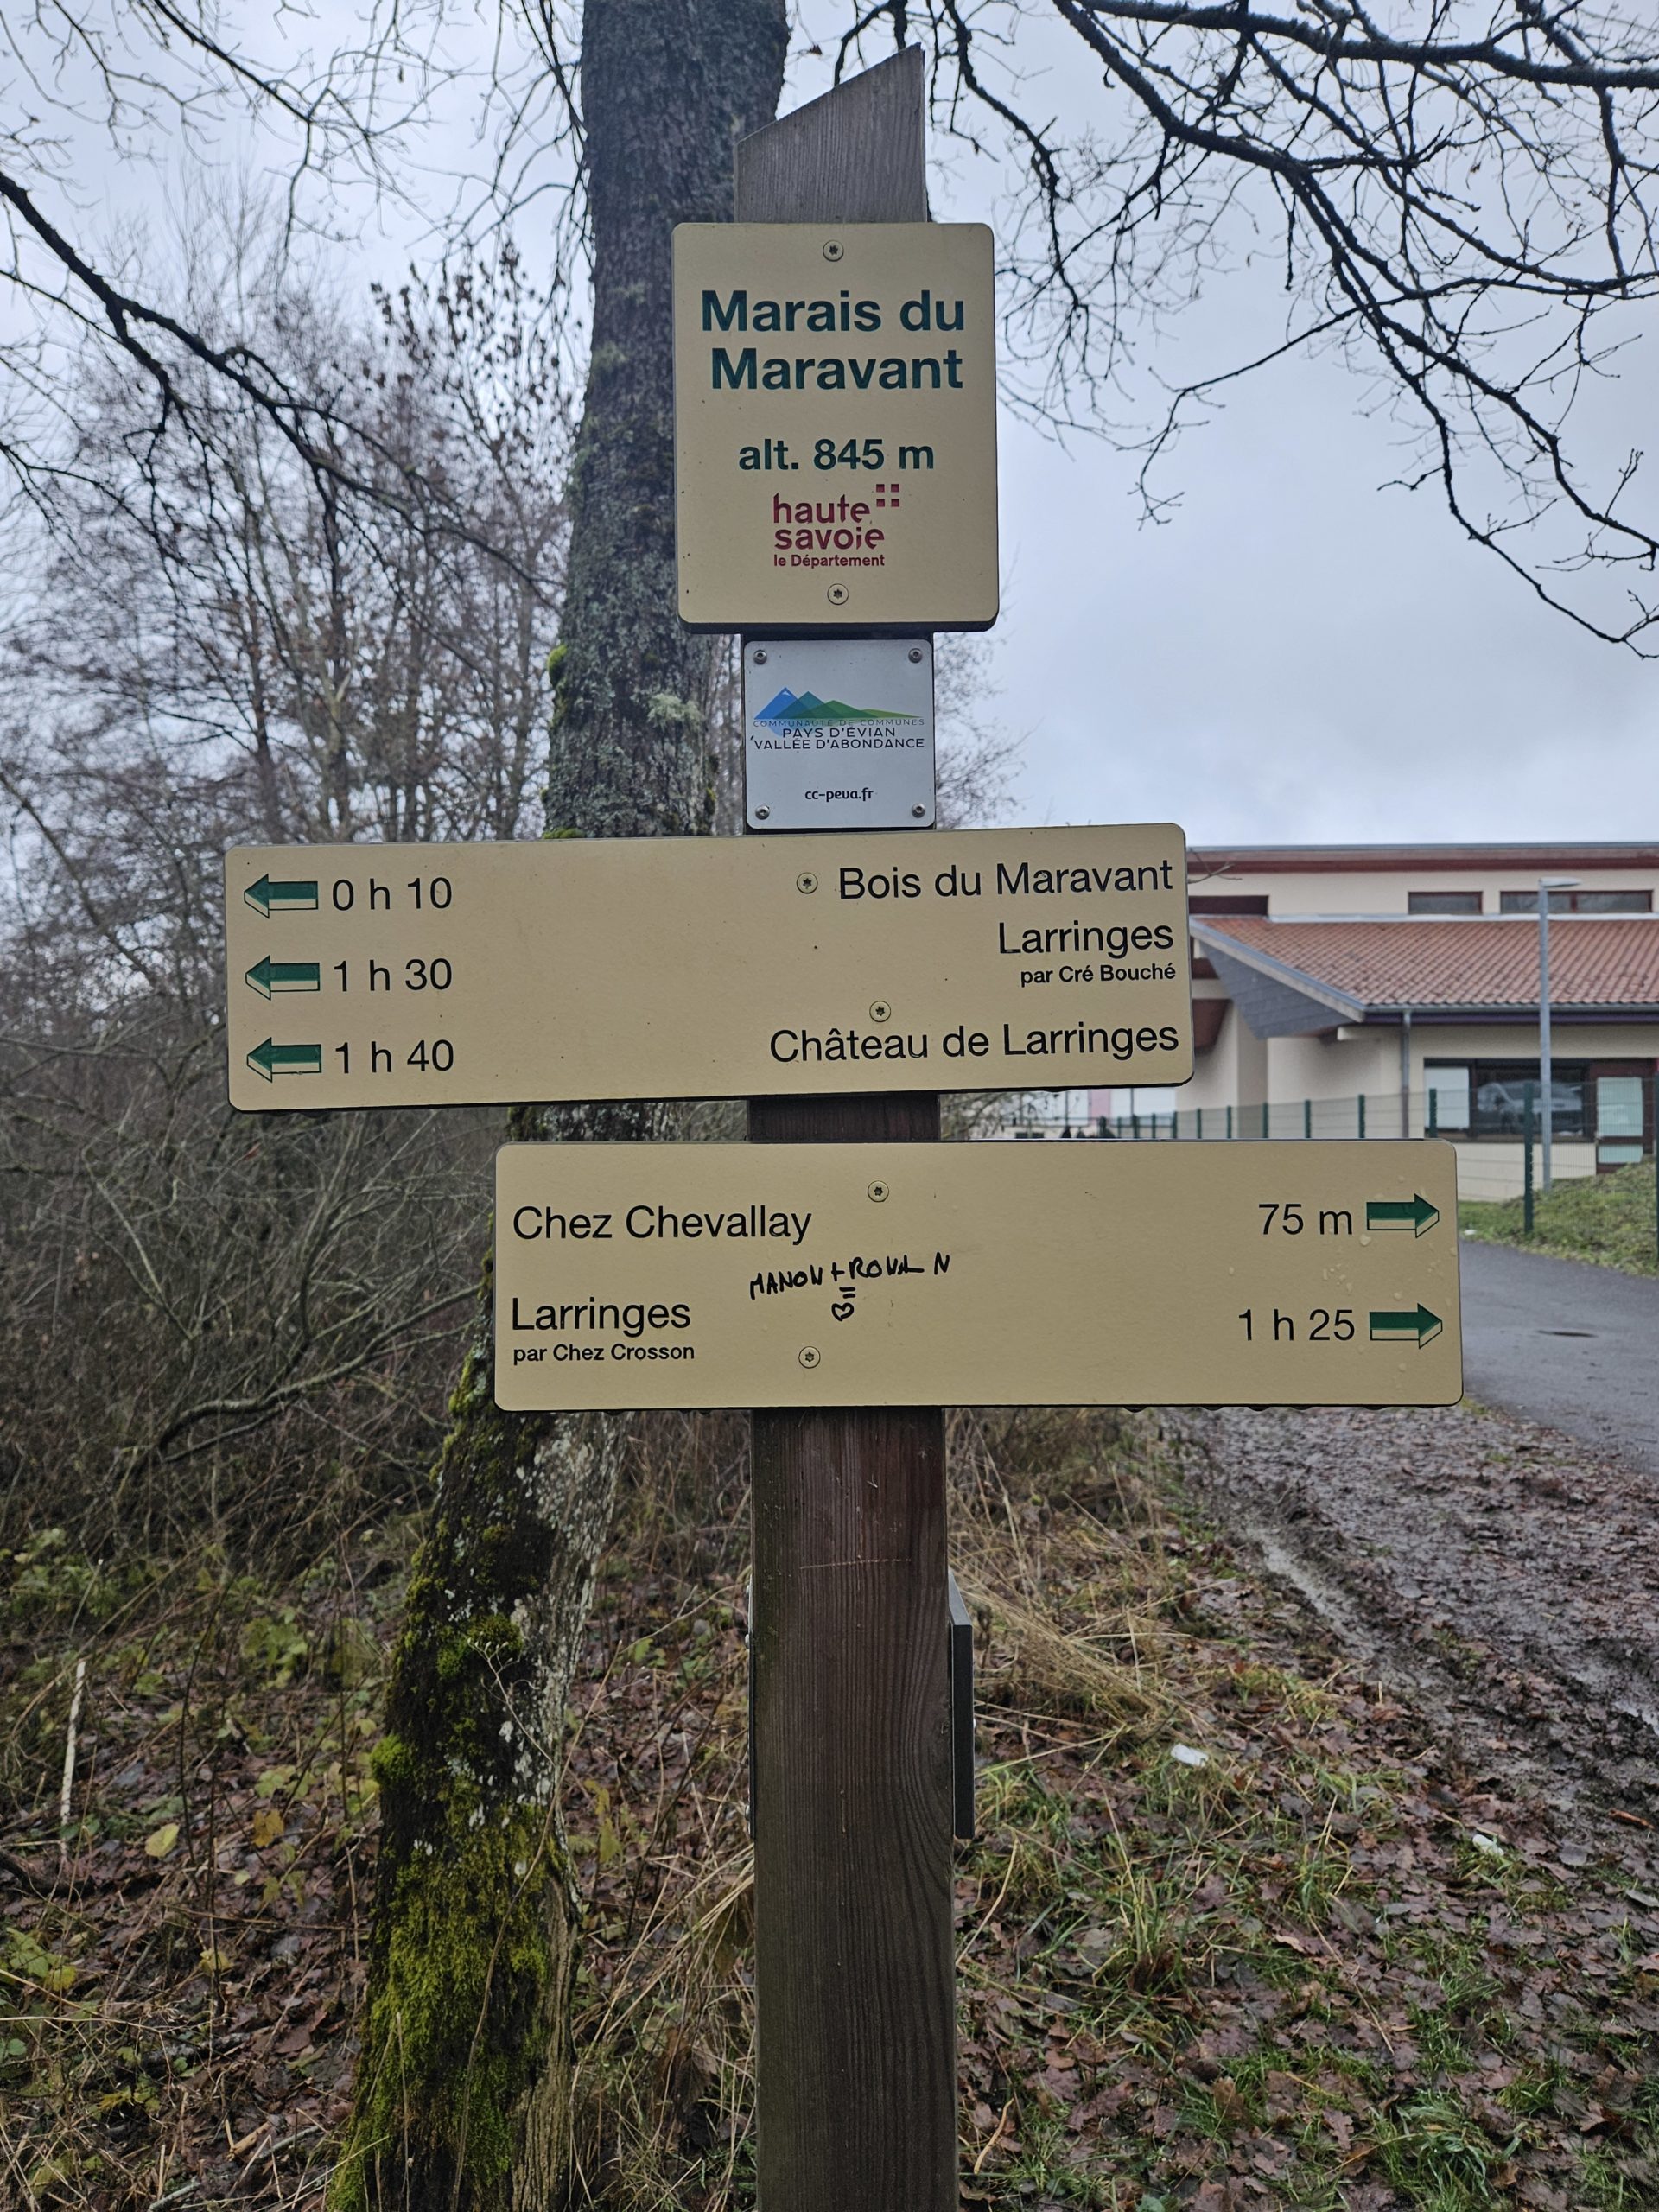 Marais du
Maravant
alt. 845 m
haute
savoie
le Département
COMMUNAUTÉ DE COMMUNES
PAYS D'ÉVIAN
VALLÉE D'ABONDANCE
cc-peva.fr
0 h 10 Bois du Maravant
1 h 30 Larringes
par Cré Bouché
1 h 40 Château de Larringes
Chez Chevallay 75 m
MANON +
=
Larringes 1 h 25
par Chez Crosson